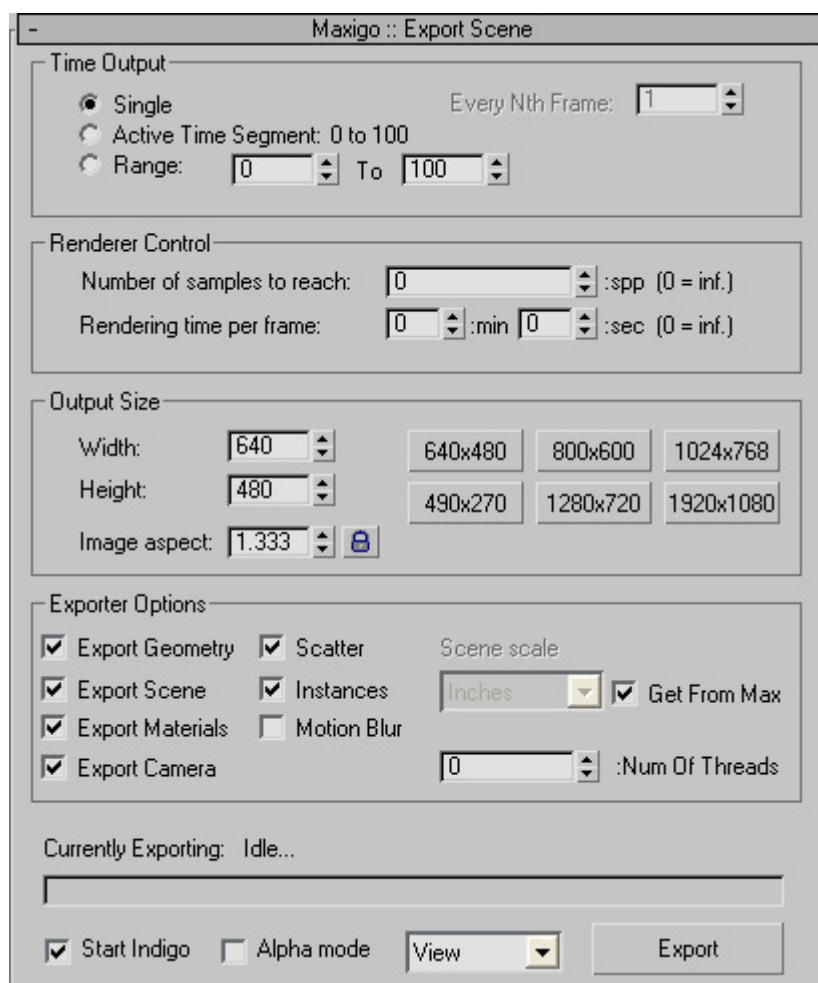 - Maxigo :: Export Scene
Time Output
Single Every Nth Frame: 1
Active Time Segment: 0 to 100
Range: 0 To 100
Renderer Control
Number of samples to reach: 0 :spp (0 = inf.)
Rendering time per frame: 0 :min 0 :sec (0 = inf.)
Output Size
Width: 640 640x480 800x600 1024x768
Height: 480 490x270 1280x720 1920x1080
Image aspect: 1.333
Exporter Options
Export Geometry Scatter Scene scale
Export Scene Instances Inches Get From Max
Export Materials Motion Blur
Export Camera 0 :Num Of Threads
Currently Exporting: Idle...
Start Indigo Alpha mode View Export